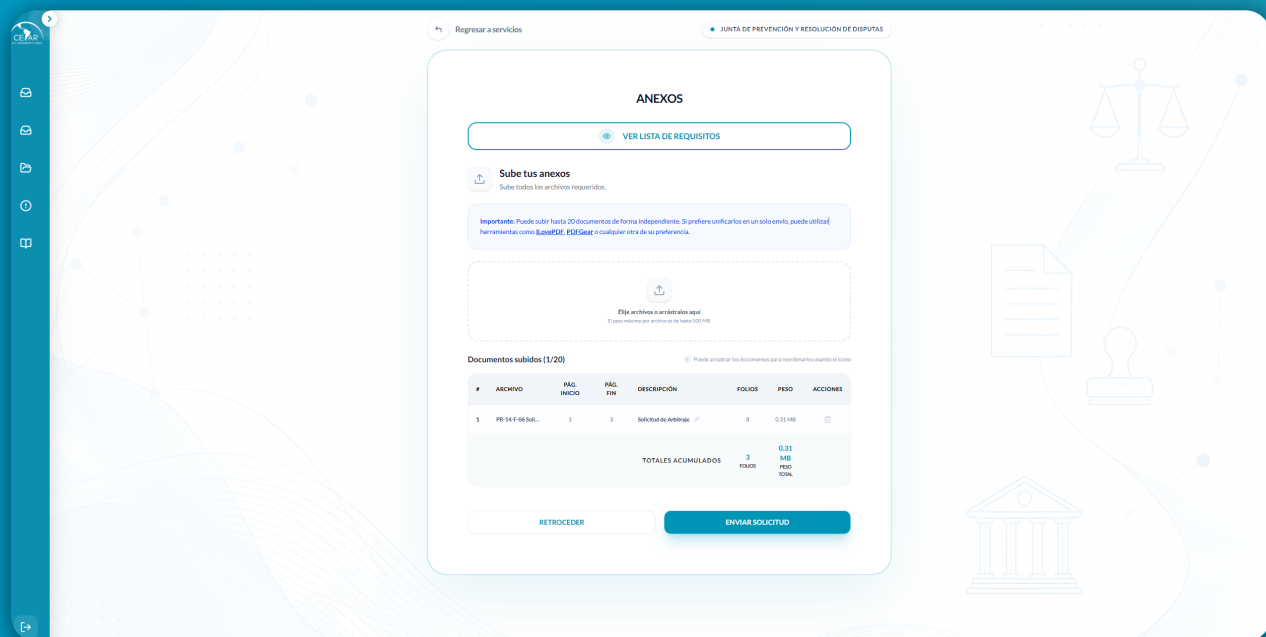 CEFAR
Regresar a servicios
JUNTA DE PREVENCIÓN Y RESOLUCIÓN DE DISPUTAS
ANEXOS
VER LISTA DE REQUISITOS
Sube tus anexos
Sube todos los archivos requeridos.
Importante: Puede subir hasta 20 documentos de forma independiente. Si prefiere unificarlos en un solo envío, puede utilizar
herramientas como ILovePDF, PDFGear o cualquier otra de su preferencia.
Elije archivos o arrástralos aquí
El peso máximo por archivo es de hasta 300 MB.
Documentos subidos (1/20)
Puede arrastrar los documentos para reordenarlos usando el icono
# ARCHIVO PÁG. INICIO PÁG. FIN DESCRIPCIÓN FOLIOS PESO ACCIONES
1 PR-14-F-06 Soli... 1 3 Solicitud de Arbitraje 3 0.31 MB
TOTALES ACUMULADOS 3 FOLIOS 0.31 MB PESO TOTAL
RETROCEDER
ENVIAR SOLICITUD